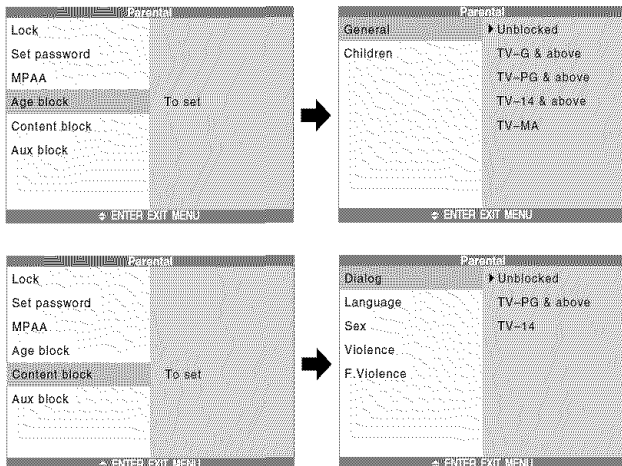 Parental
Lock
Set password
MPAA
Age block To set
Content block
Aux block
ENTER EXIT MENU
Parental
General Unblocked
Children TV-G & above
TV-PG & above
TV-14 & above
TV-MA
ENTER EXIT MENU
Parental
Lock
Set password
MPAA
Age block
Content block To set
Aux block
ENTER EXIT MENU
Parental
Dialog Unblocked
Language TV-PG & above
Sex TV-14
Violence
F.Violence
ENTER EXIT MENU